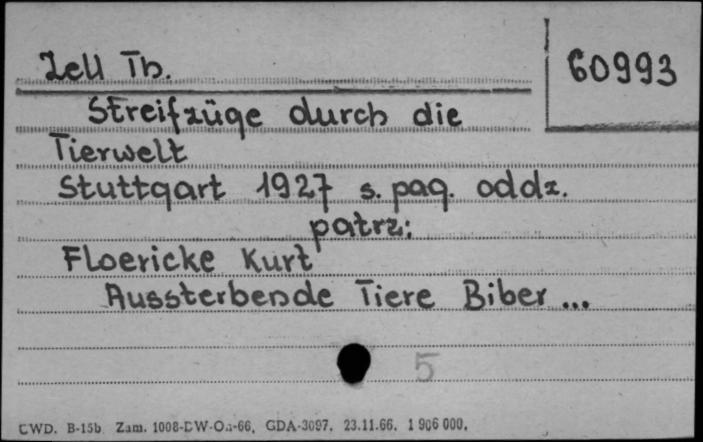 Zell Th.
60993
Streifzüge durch die
Tierwelt
Stuttgart 1927 s. pag. oddz.
patrz:
Floericke Kurt
Aussterbende Tiere Biber ...
5
CWD. B-15b Zam. 1008-DW-Oa-66. GDA-3097. 23.11.66. 1 906 000.